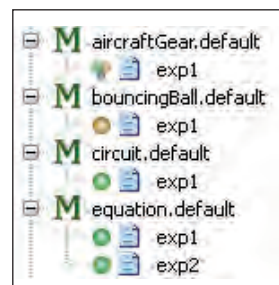 M aircraftGear.default
exp1
M bouncingBall.default
exp1
M circuit.default
exp1
M equation.default
exp1
exp2